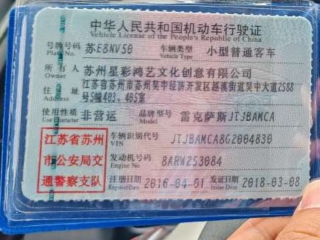 中华人民共和国机动车行驶证
Vehicle License of the People's Republic of China
号牌号码 苏E8NV58 车辆类型 小型普通客车
Plate No. Vehicle Type
所有人 苏州星彩鸿艺文化创意有限公司
Owner
住址 江苏省苏州市苏州吴中经济开发区越溪街道吴中大道2588
Address 号5幢403、405室
使用性质 非营运 品牌型号 雷克萨斯JTJBAMCA
Use Character Model
江苏省苏州 车辆识别代号 JTJBAMCA8G2004830
VIN
市公安局交 发动机号码 8ARW253084
Engine No.
通警察支队 注册日期 2016-04-01 发证日期 2018-03-08
Register Date Issue Date